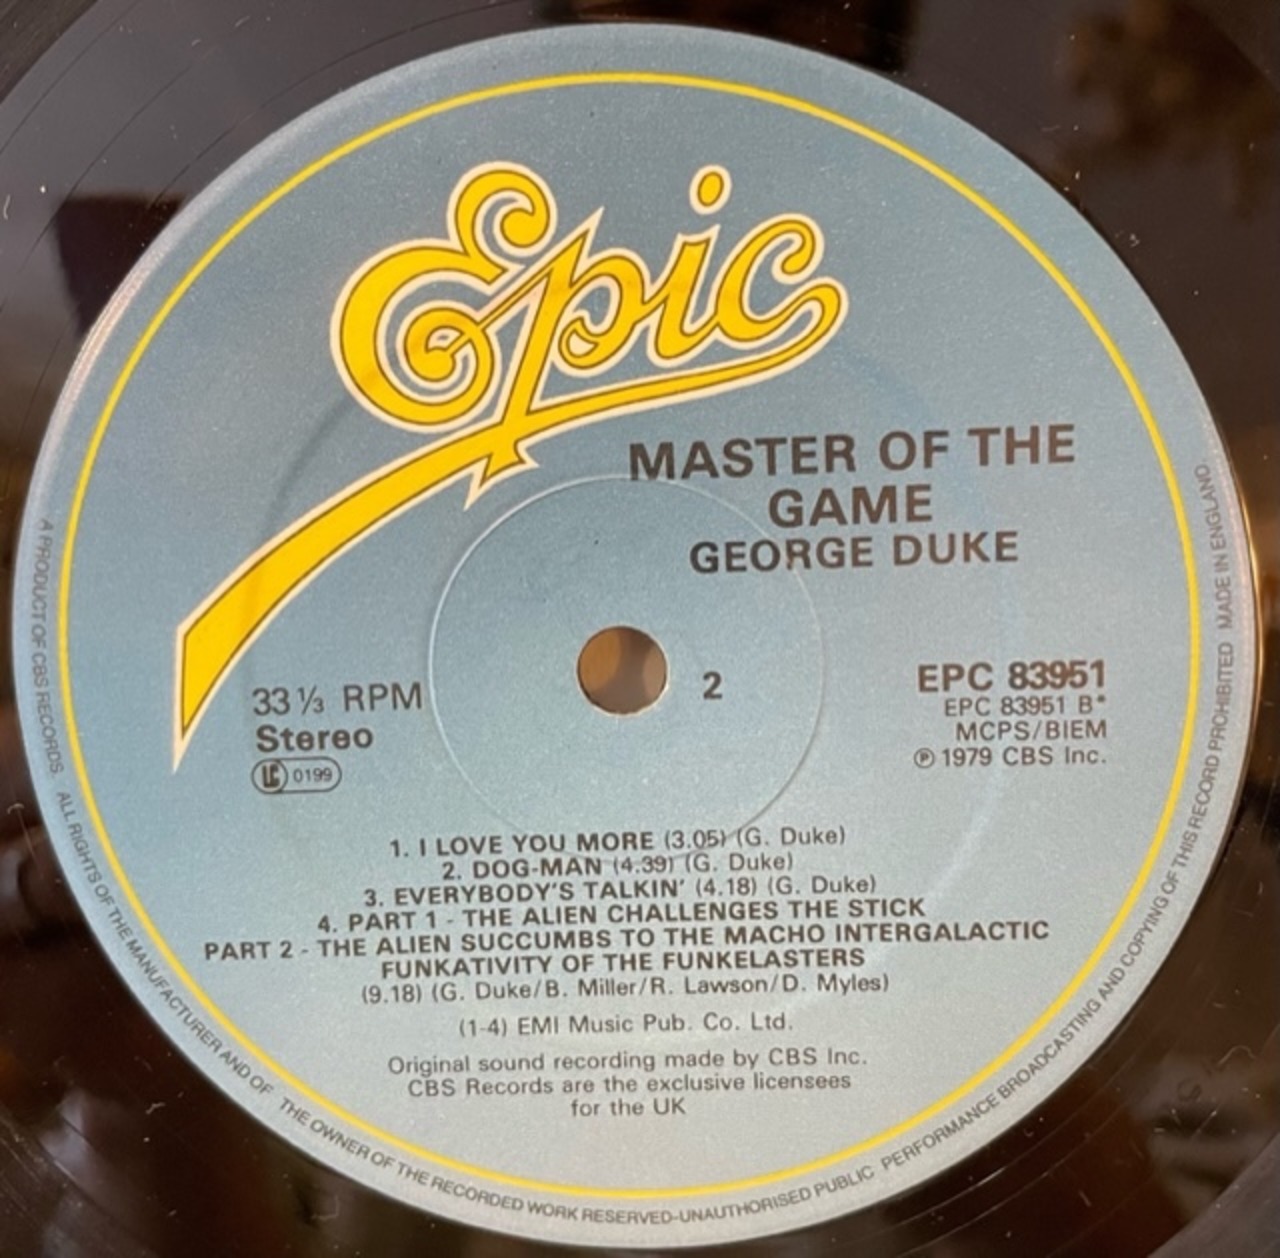 Epic
MASTER OF THE
GAME
GEORGE DUKE
33 ⅓ RPM
Stereo
LC 0199
2
EPC 83951
EPC 83951 B*
MCPS/BIEM
℗ 1979 CBS Inc.
1. I LOVE YOU MORE (3.05) (G. Duke)
2. DOG-MAN (4.39) (G. Duke)
3. EVERYBODY'S TALKIN' (4.18) (G. Duke)
4. PART 1 - THE ALIEN CHALLENGES THE STICK
PART 2 - THE ALIEN SUCCUMBS TO THE MACHO INTERGALACTIC
FUNKATIVITY OF THE FUNKELASTERS
(9.18) (G. Duke/B. Miller/R. Lawson/D. Myles)
(1-4) EMI Music Pub. Co. Ltd.
Original sound recording made by CBS Inc.
CBS Records are the exclusive licensees
for the UK
A PRODUCT OF CBS RECORDS. ALL RIGHTS OF THE MANUFACTURER AND OF THE OWNER OF THE RECORDED WORK RESERVED-UNAUTHORISED PUBLIC PERFORMANCE BROADCASTING AND COPYING OF THIS RECORD PROHIBITED MADE IN ENGLAND